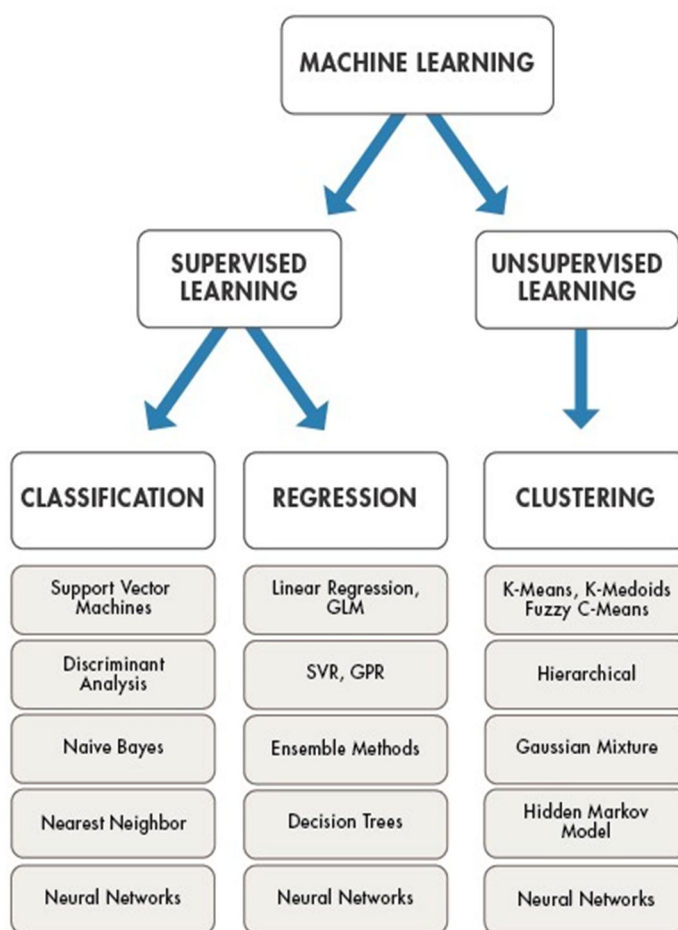 MACHINE LEARNING
SUPERVISED
LEARNING
UNSUPERVISED
LEARNING
CLASSIFICATION
REGRESSION
CLUSTERING
Support Vector
Machines
Linear Regression,
GLM
K-Means, K-Medoids
Fuzzy C-Means
Discriminant
Analysis
SVR, GPR
Hierarchical
Naive Bayes
Ensemble Methods
Gaussian Mixture
Nearest Neighbor
Decision Trees
Hidden Markov
Model
Neural Networks
Neural Networks
Neural Networks